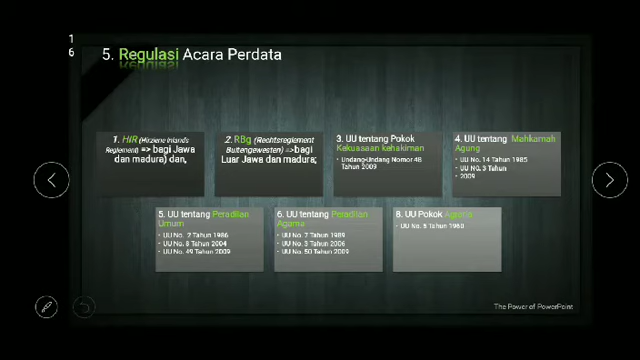 1
6
5. Regulasi Acara Perdata
1. HIR (Hirziene Inlands
Reglement) => bagi Jawa
dan madura) dan,
2. RBg (Rechtsreglement
Buitengewesten) =>bagi
Luar Jawa dan madura;
3. UU tentang Pokok
Kekuasaan kehakiman
• Undang-Undang Nomor 48
Tahun 2009
4. UU tentang Mahkamah
Agung
• UU No. 14 Tahun 1985
• UU NO. 3 Tahun
• 2009
5. UU tentang Peradilan
Umum
• UU No. 2 Tahun 1986
• UU No. 8 Tahun 2004
• UU No. 49 Tahun 2009
6. UU tentang Peradilan
Agama
• UU No. 7 Tahun 1989
• UU No. 3 Tahun 2006
• UU No. 50 Tahun 2009
8. UU Pokok Agraria
• UU No. 5 Tahun 1960
The Power of PowerPoint